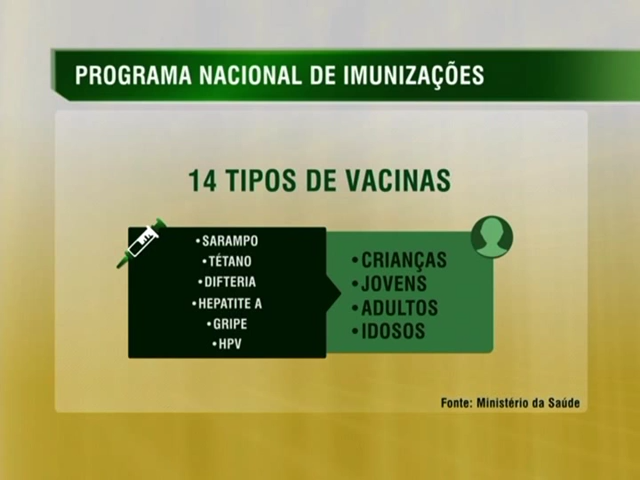 PROGRAMA NACIONAL DE IMUNIZAÇÕES
14 TIPOS DE VACINAS
•SARAMPO
•TÉTANO
•DIFTERIA
•HEPATITE A
•GRIPE
•HPV
•CRIANÇAS
•JOVENS
•ADULTOS
•IDOSOS
Fonte: Ministério da Saúde